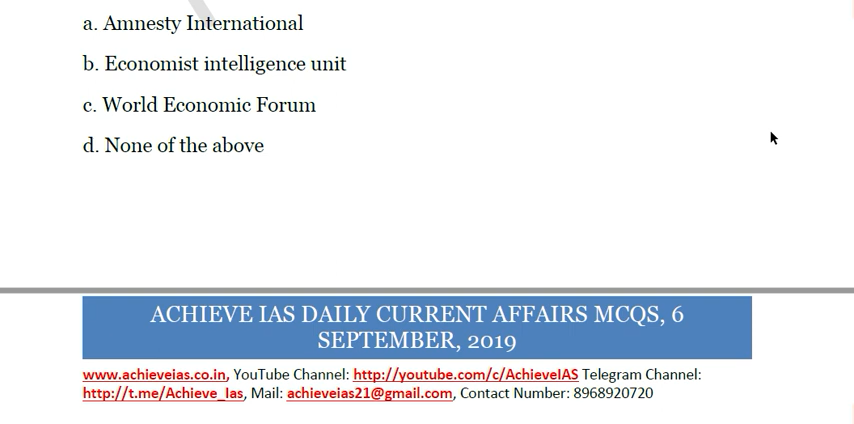 a. Amnesty International
b. Economist intelligence unit
c. World Economic Forum
d. None of the above
ACHIEVE IAS DAILY CURRENT AFFAIRS MCQS, 6
SEPTEMBER, 2019
www.achieveias.co.in, YouTube Channel: http://youtube.com/c/AchieveIAS Telegram Channel:
http://t.me/Achieve_Ias, Mail: achieveias21@gmail.com, Contact Number: 8968920720